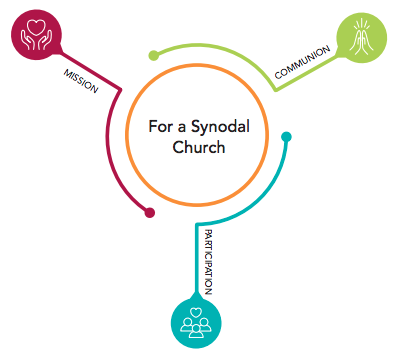 COMMUNION
MISSION
For a Synodal
Church
PARTICIPATION